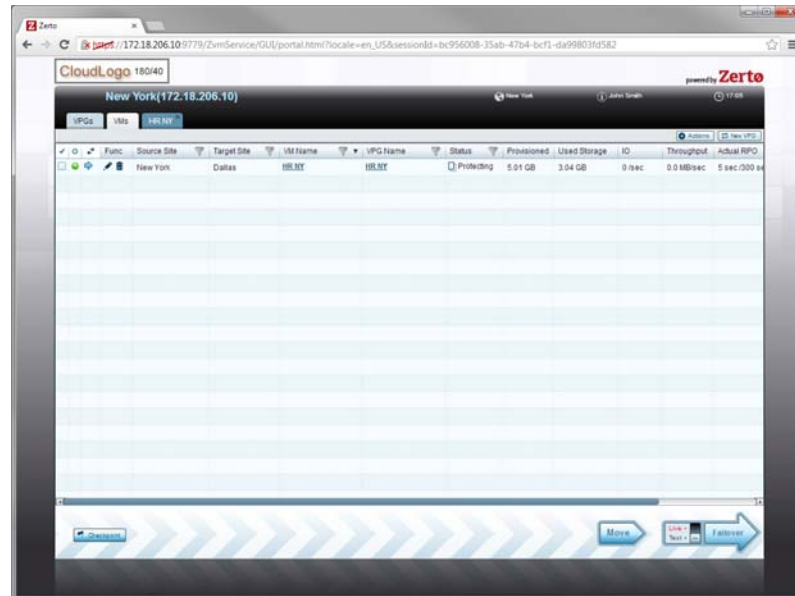 Zerto
https://172.18.206.10:9779/ZvmService/GUI/portal.html?locale=en_US&sessionId=bc956008-35ab-47b4-bcf1-da99803fd582
CloudLogo 180/40
powered by Zerto
New York(172.18.206.10) New York John Smith 17:05
VPGs VMs HR.NY
Actions New VPG
Func Source Site Target Site VM Name VPG Name Status Provisioned Used Storage IO Throughput Actual RPO
New York Dallas HR.NY HR.NY Protecting 5.01 GB 3.04 GB 0 /sec 0.0 MB/sec 5 sec /300 se
Checkpoint Move Live Failover
Test